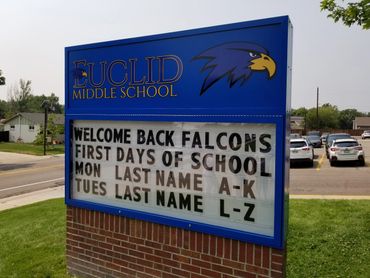 EUCLID
MIDDLE SCHOOL
WELCOME BACK FALCONS
FIRST DAYS OF SCHOOL
MON LAST NAME A-K
TUES LAST NAME L-Z